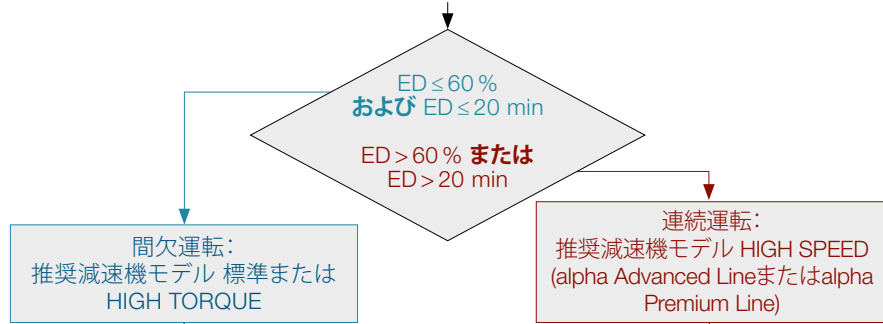 ED ≤ 60 %
および ED ≤ 20 min
ED > 60 % または
ED > 20 min
間欠運転：
推奨減速機モデル 標準または
HIGH TORQUE
連続運転：
推奨減速機モデル HIGH SPEED
(alpha Advanced Lineまたはalpha
Premium Line)